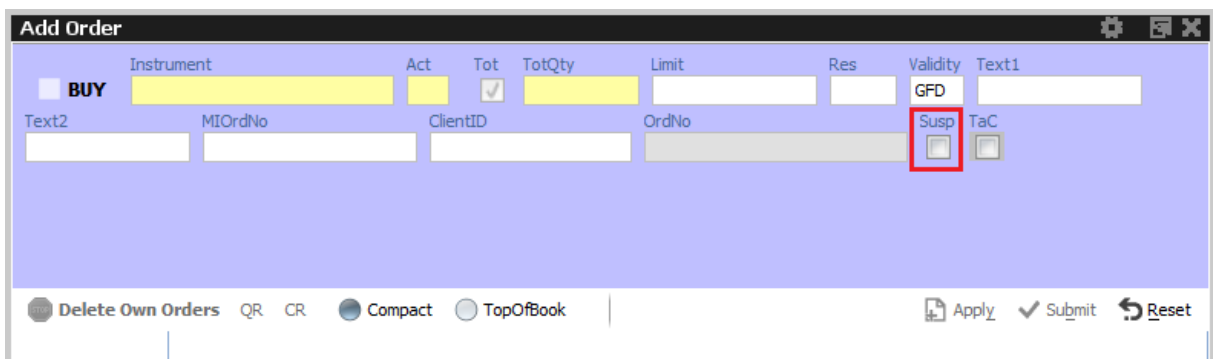 Add Order
Instrument Act Tot TotQty Limit Res Validity Text1
BUY GFD
Text2 MIOrdNo ClientID OrdNo Susp TaC
Delete Own Orders QR CR Compact TopOfBook Apply Submit Reset